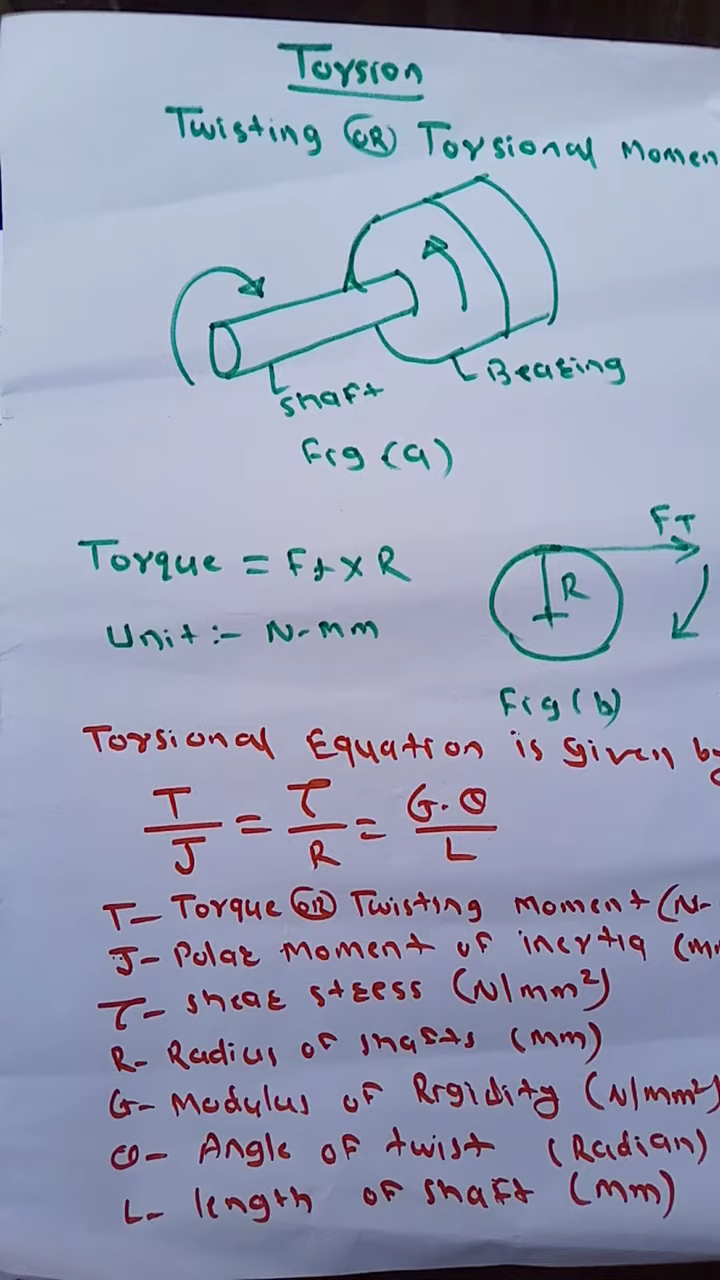 Torsion
Twisting OR Torsional Momen
shaft
Bearing
Fig (a)
Torque = Ft × R
FT
R
Unit :- N-mm
Fig (b)
Torsional Equation is given by
T/J = τ/R = G.θ/L
T- Torque OR Twisting Moment (N-
J- Polar Moment of inertia (m
τ- shear stress (N/mm²)
R- Radius of shafts (mm)
G- Modulus of Rigidity (N/mm²)
θ- Angle of twist (Radian)
L- length of shaft (mm)